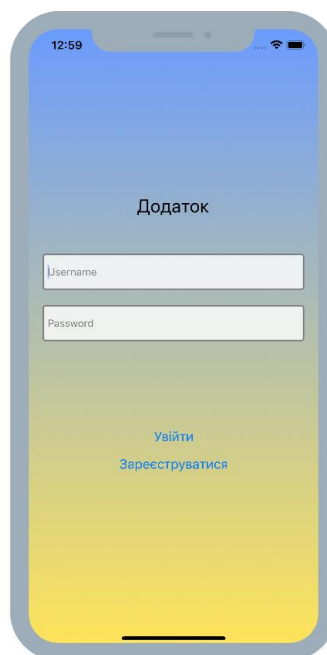 12:59
Додаток
Username
Password
Увійти
Зареєструватися